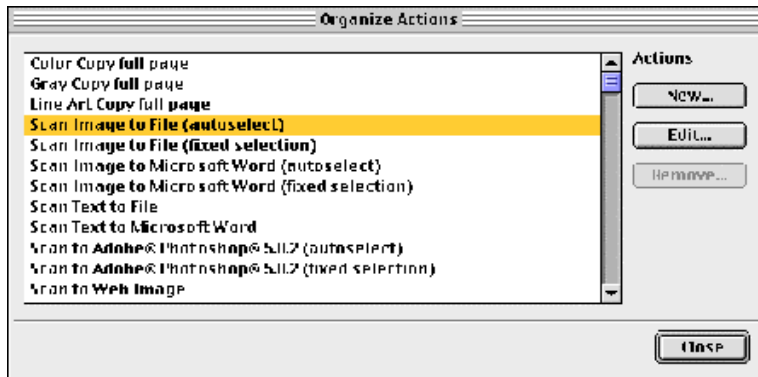 Organize Actions
Color Copy full page
Gray Copy full page
Line Art Copy full page
Scan Image to File (autoselect)
Scan Image to File (fixed selection)
Scan Image to Microsoft Word (autoselect)
Scan Image to Microsoft Word (fixed selection)
Scan Text to File
Scan Text to Microsoft Word
Scan to Adobe® Photoshop® 5.0.2 (autoselect)
Scan to Adobe® Photoshop® 5.0.2 (fixed selection)
Scan to Web Image
Actions
New...
Edit...
Remove...
Close